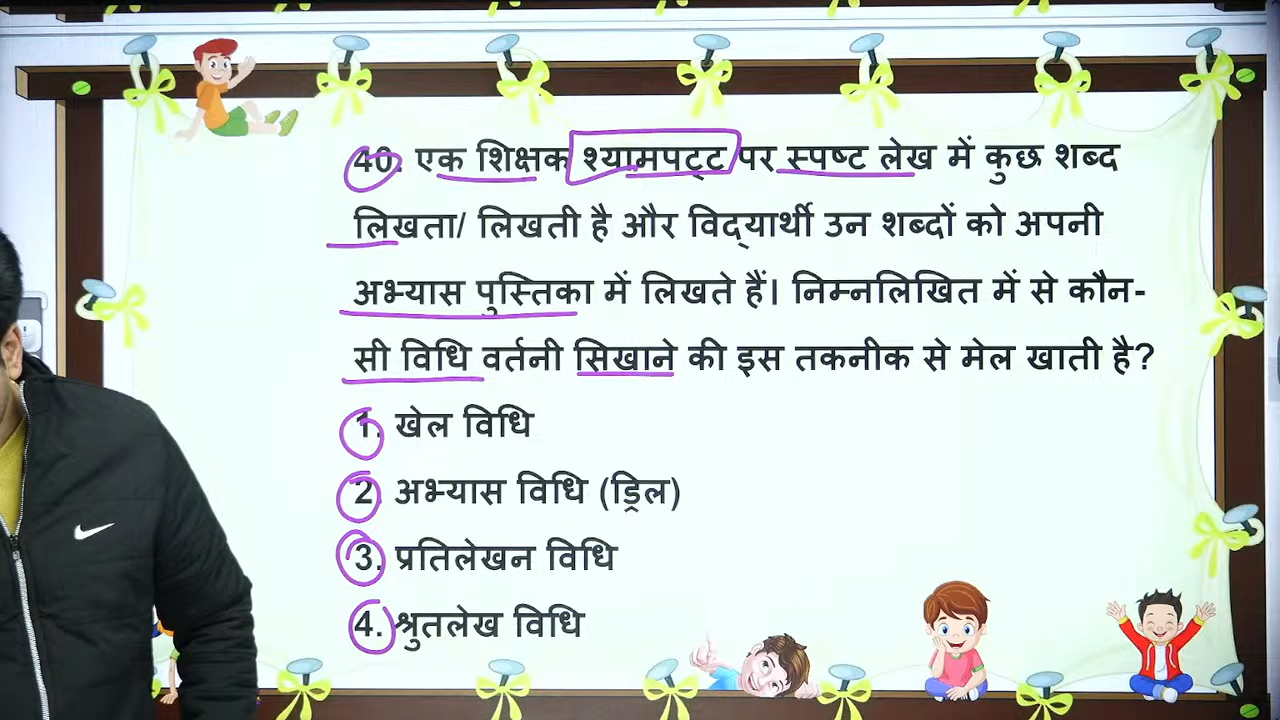 40. एक शिक्षक श्यामपट्ट पर स्पष्ट लेख में कुछ शब्द
लिखता/ लिखती है और विद्यार्थी उन शब्दों को अपनी
अभ्यास पुस्तिका में लिखते हैं। निम्नलिखित में से कौन-
सी विधि वर्तनी सिखाने की इस तकनीक से मेल खाती है?
1. खेल विधि
2. अभ्यास विधि (ड्रिल)
3. प्रतिलेखन विधि
4. श्रुतलेख विधि